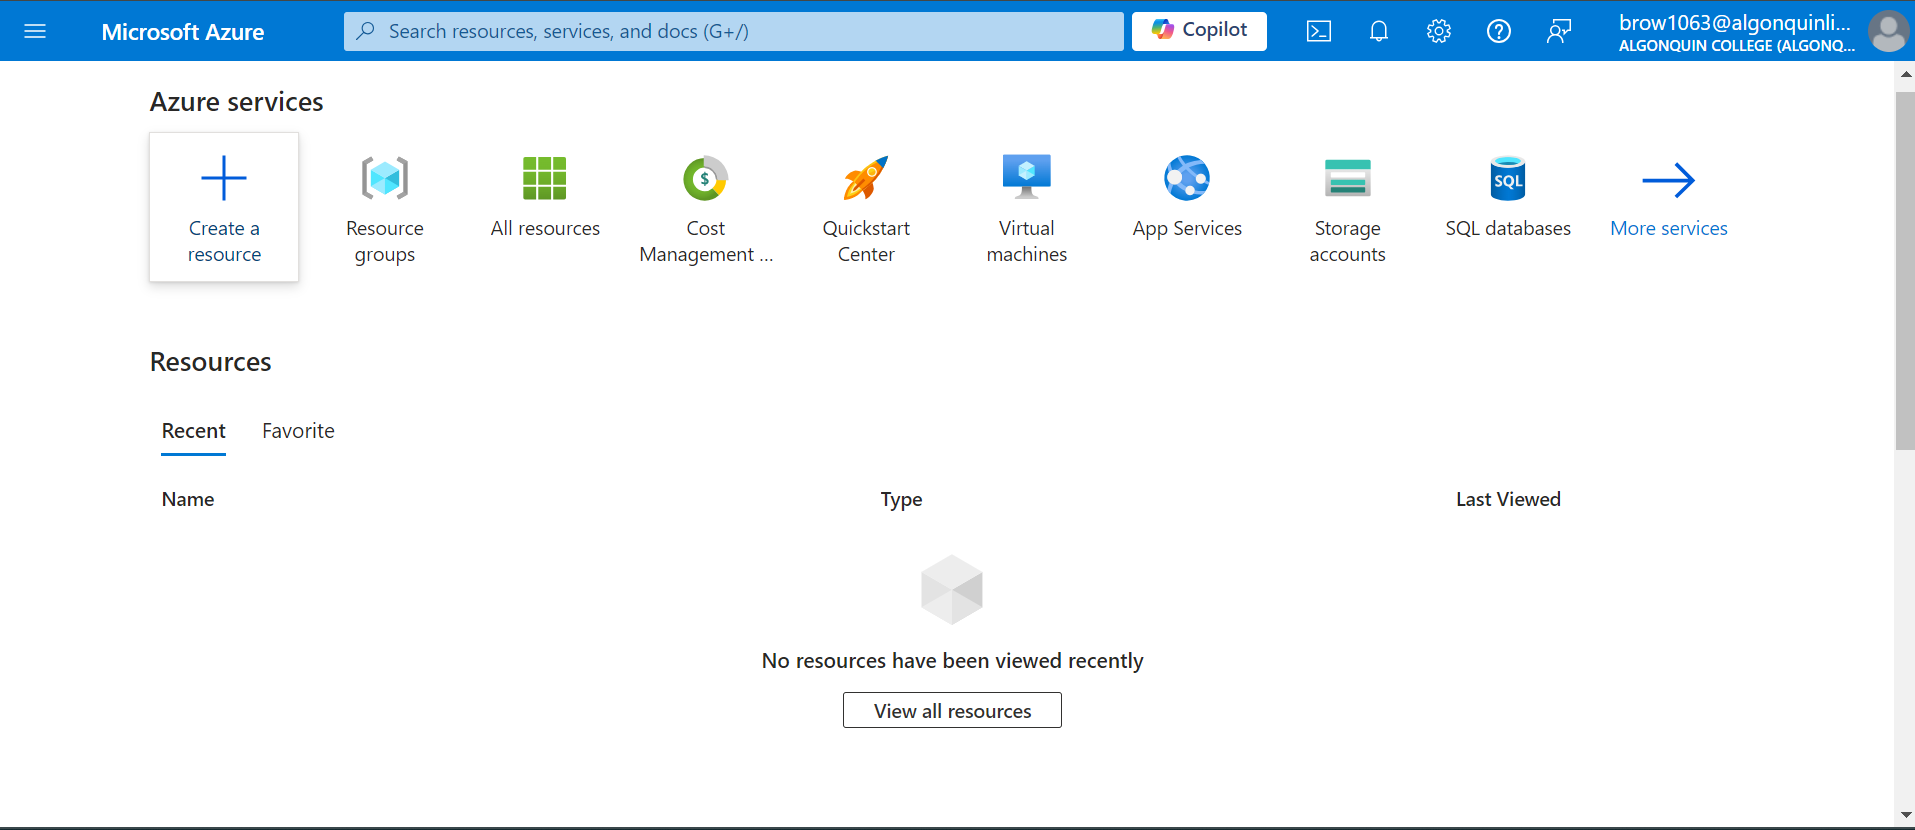 Microsoft Azure
Search resources, services, and docs (G+/)
Copilot
brow1063@algonquinli...
ALGONQUIN COLLEGE (ALGONQ...
Azure services
Create a
resource
Resource
groups
All resources
Cost
Management ...
$
Quickstart
Center
Virtual
machines
App Services
Storage
accounts
SQL
SQL databases
More services
Resources
Recent
Favorite
Name
Type
Last Viewed
No resources have been viewed recently
View all resources